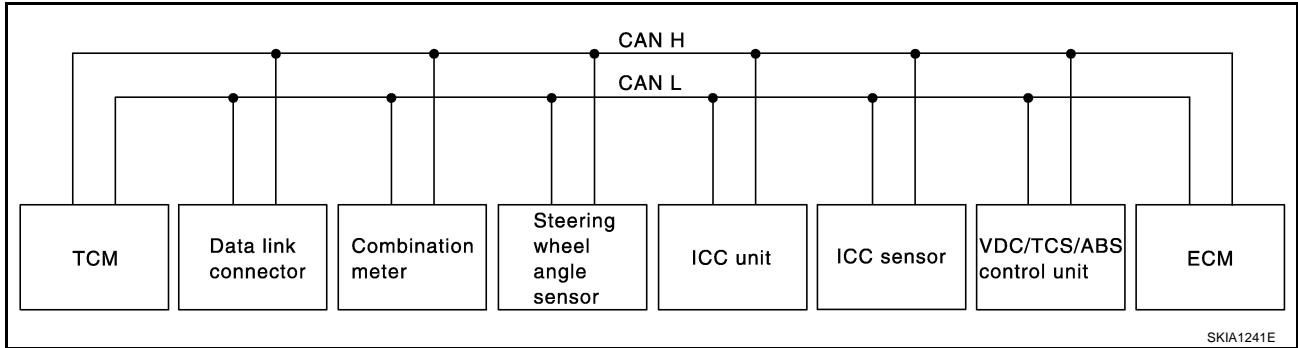 CAN H
CAN L
TCM
Data link
connector
Combination
meter
Steering
wheel
angle
sensor
ICC unit
ICC sensor
VDC/TCS/ABS
control unit
ECM
SKIA1241E